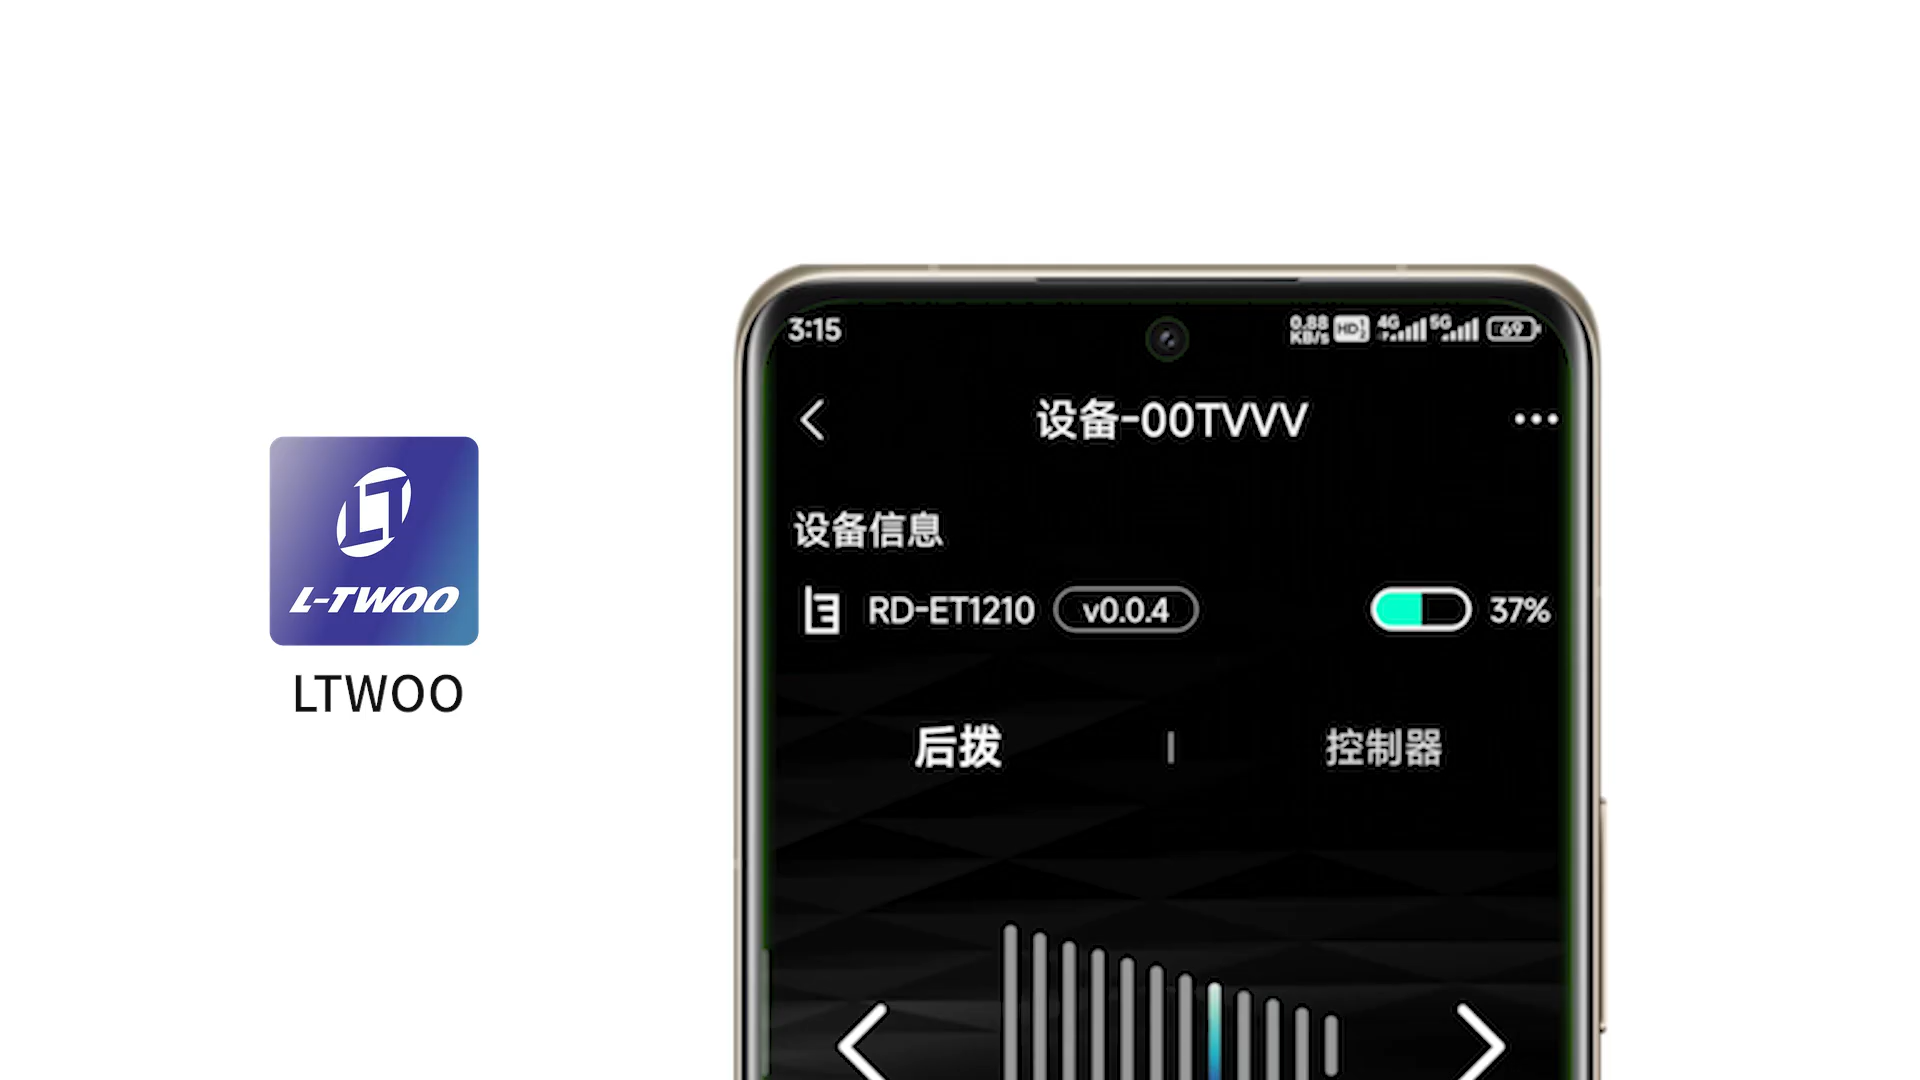 LT
L-TWOO
LTWOO
3:15
0.88 KB/s HD 4G 5G 69
设备-00TVVV
设备信息
RD-ET1210 v0.0.4 37%
后拨 控制器